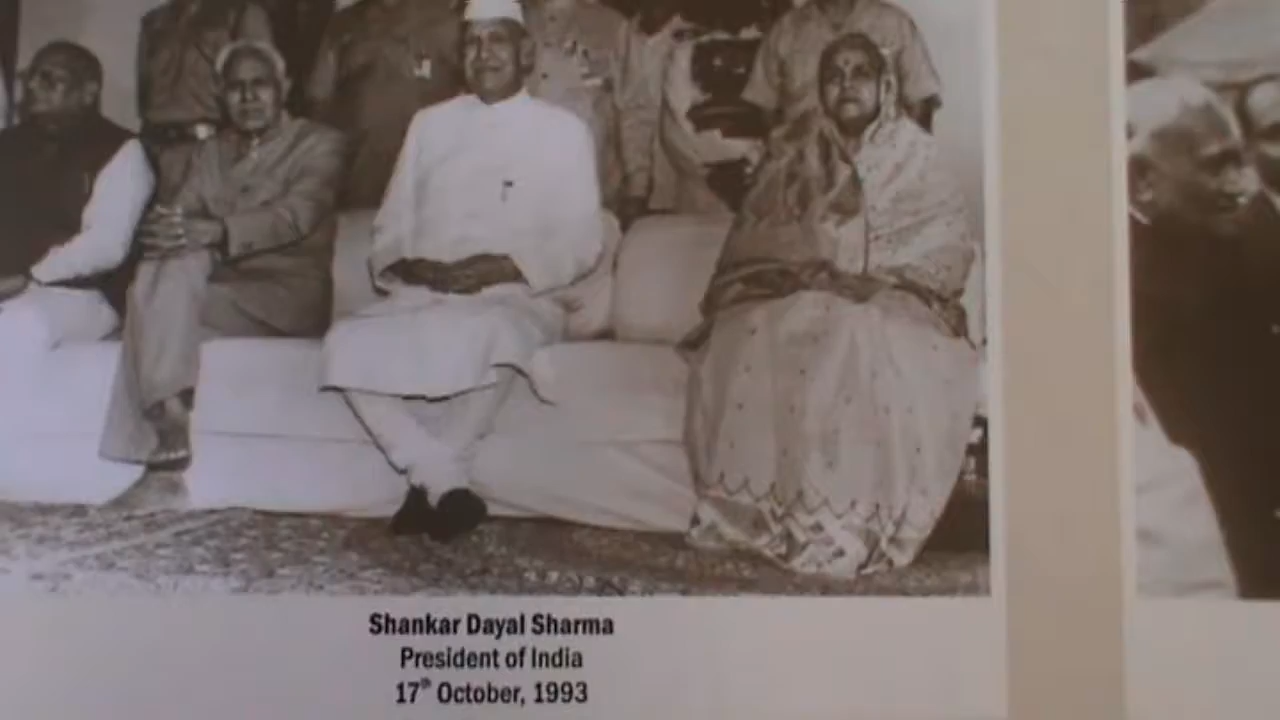 Shankar Dayal Sharma
President of India
17th October, 1993